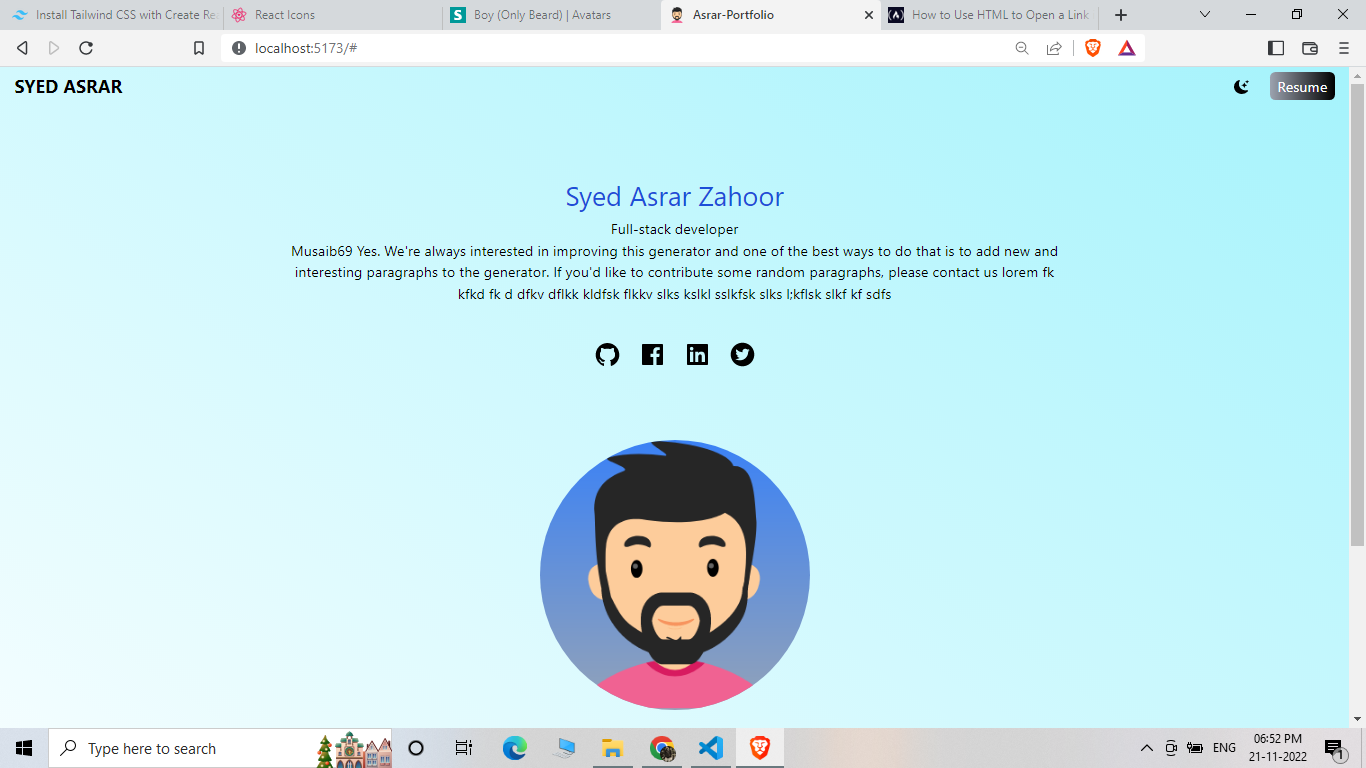 Install Tailwind CSS with Create Re
React Icons
Boy (Only Beard) | Avatars
Asrar-Portfolio
How to Use HTML to Open a Link
localhost:5173/#
SYED ASRAR
Resume
Syed Asrar Zahoor
Full-stack developer
Musaib69 Yes. We're always interested in improving this generator and one of the best ways to do that is to add new and
interesting paragraphs to the generator. If you'd like to contribute some random paragraphs, please contact us lorem fk
kfkd fk d dfkv dflkk kldfsk flkkv slks kslkl sslkfsk slks l;kflsk slkf kf sdfs
Type here to search
ENG
06:52 PM
21-11-2022
1